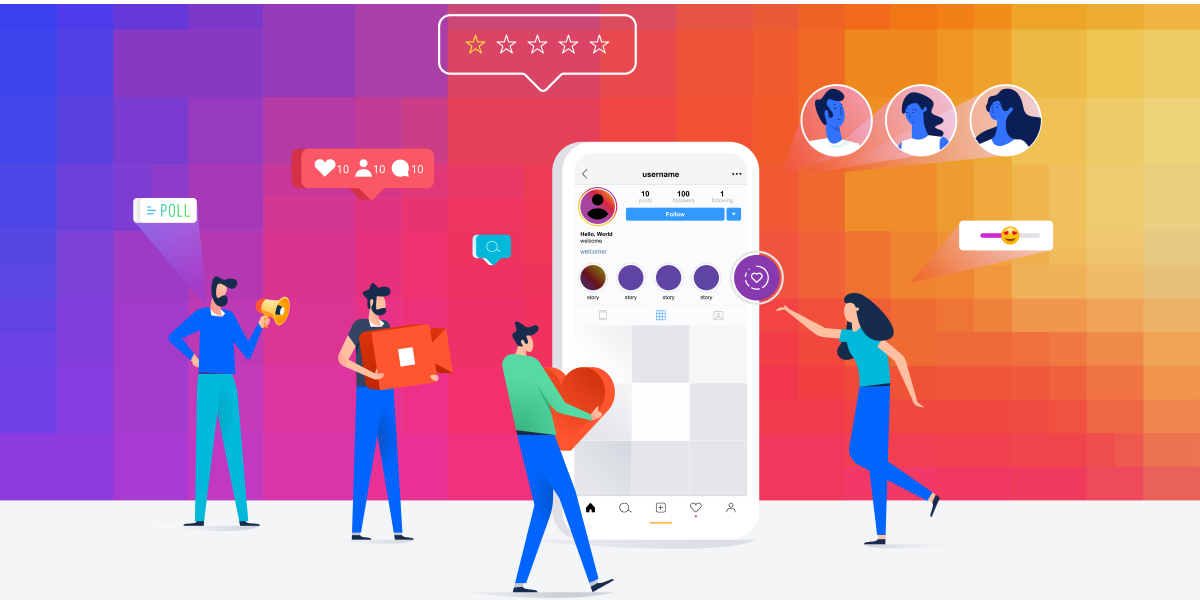 10 10 10
POLL
username
10 100 1
posts followers following
Follow
Hello, World
welcome
welcome/
story story story story